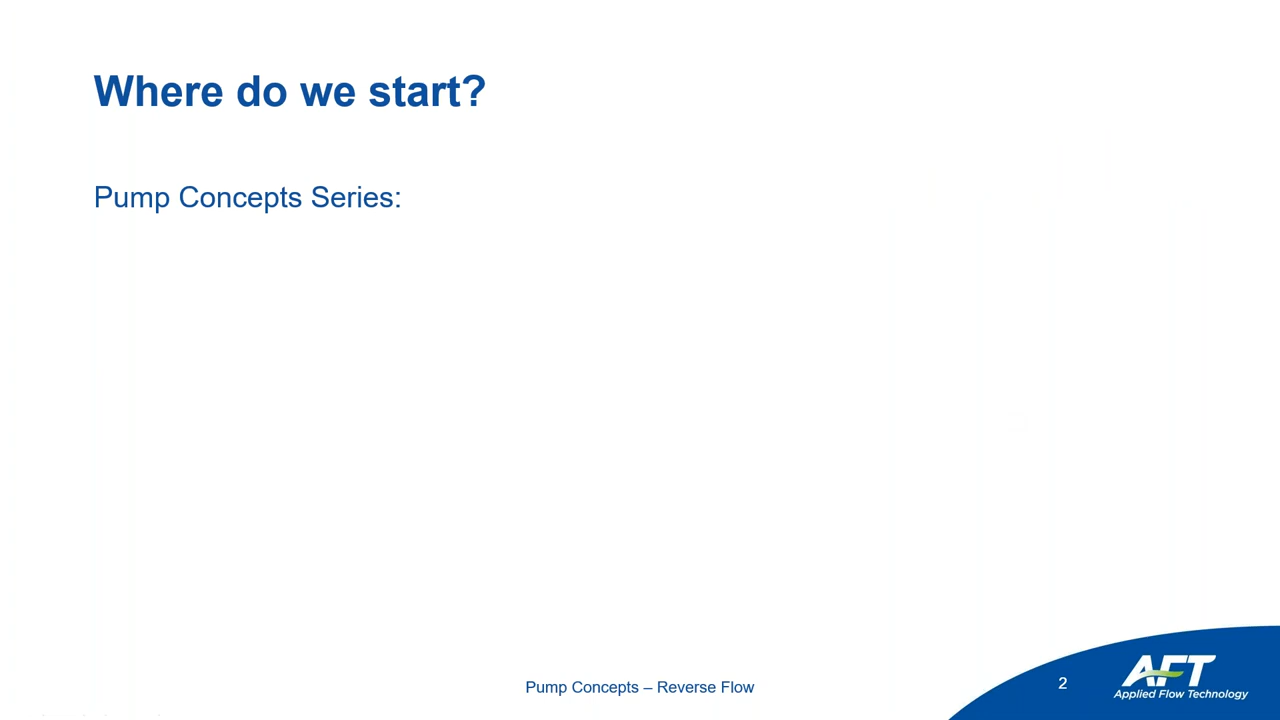 Where do we start?
Pump Concepts Series:
Pump Concepts – Reverse Flow
2
AFT
Applied Flow Technology